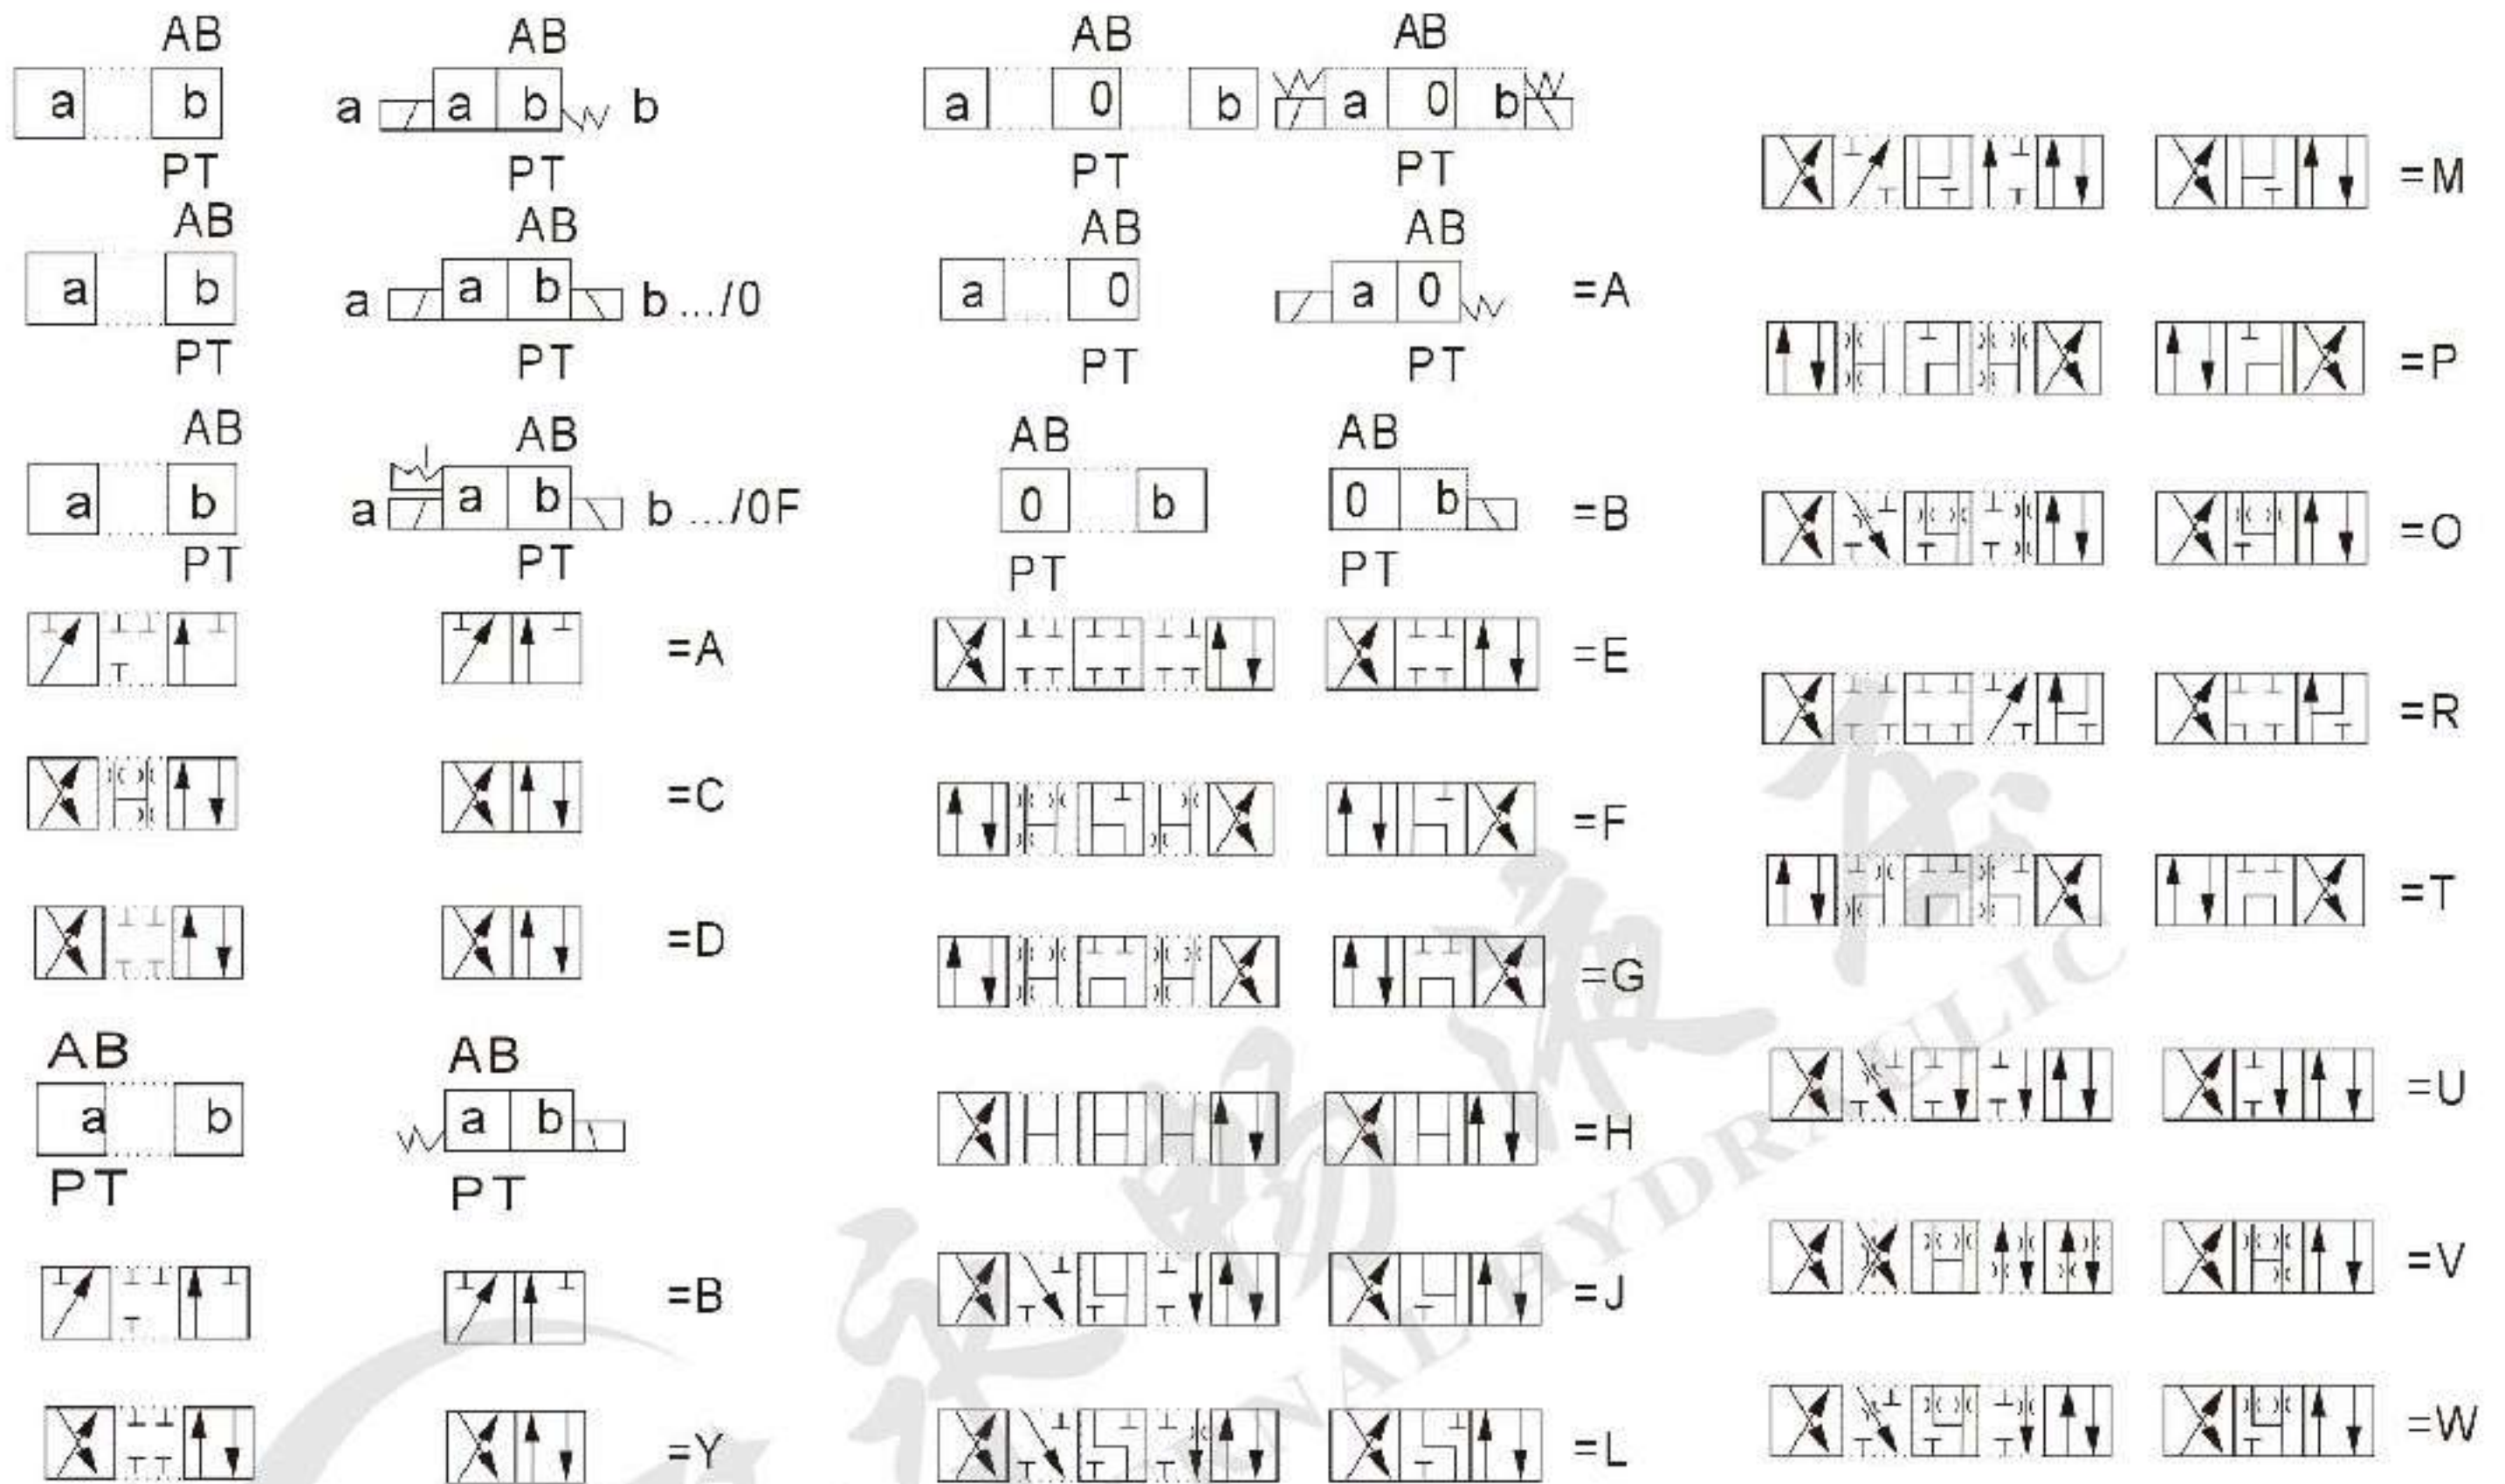 AB
a b
PT
AB
a a b b
PT
AB
a b
PT
AB
a a b b .../0
PT
AB
a b
PT
AB
a a b b .../0F
PT
=A
=C
=D
AB
a b
PT
AB
a b
PT
=B
=Y
AB
a 0 b
PT
AB
a 0 b
PT
AB
a 0
PT
AB
a 0 =A
PT
AB
0 b
PT
AB
0 b =B
PT
=E
=F
=G
=H
=J
=L
=M
=P
=O
=R
=T
=U
=V
=W